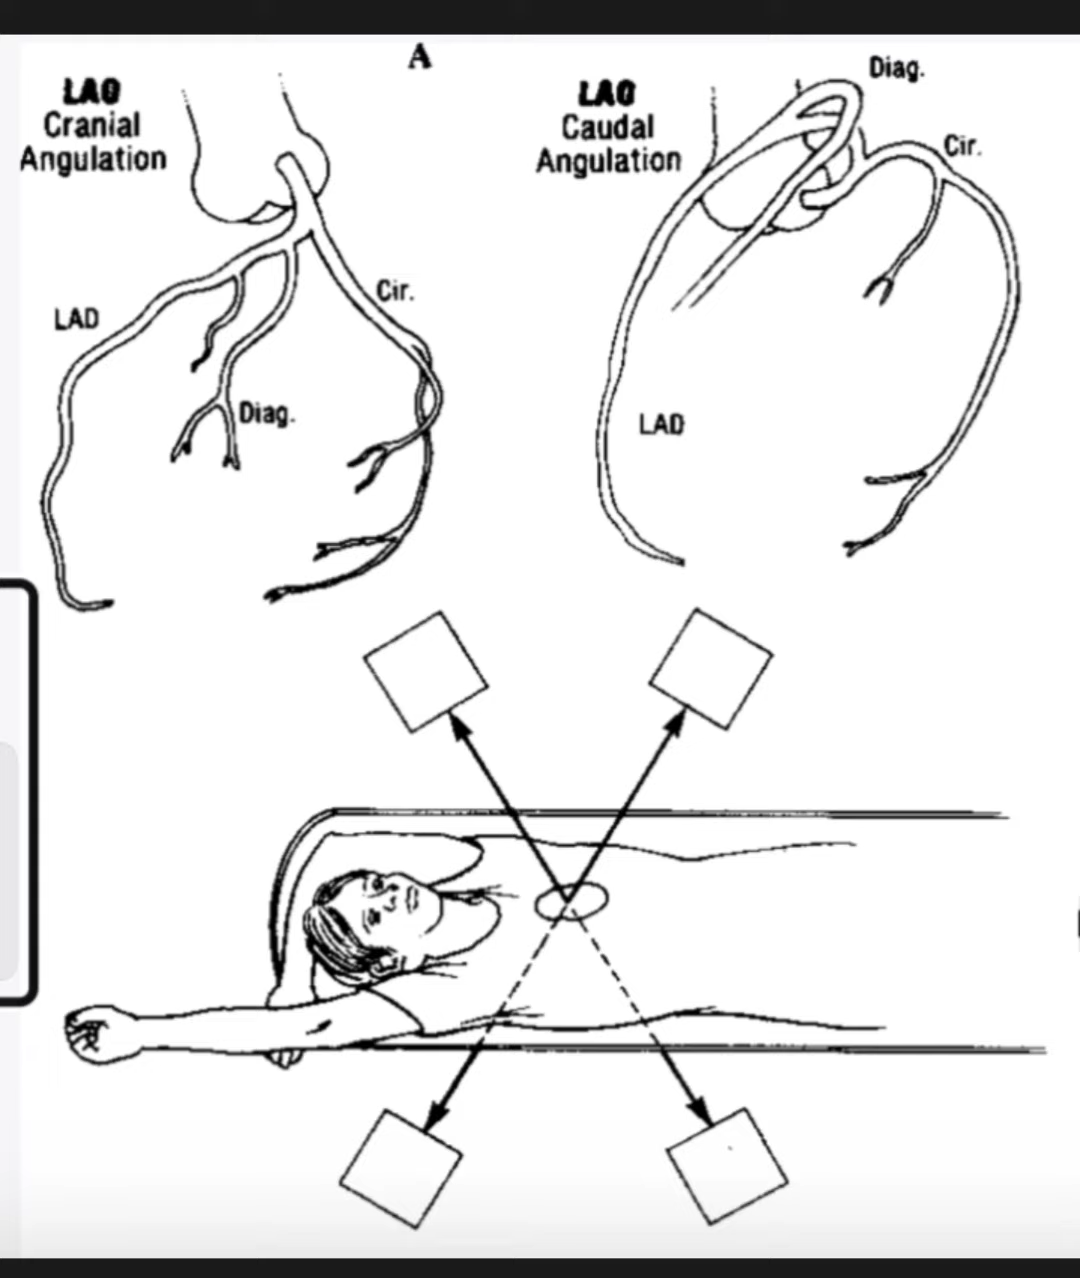 A
LAO
Cranial
Angulation
LAD
Cir.
Diag.
LAO
Caudal
Angulation
Diag.
Cir.
LAD